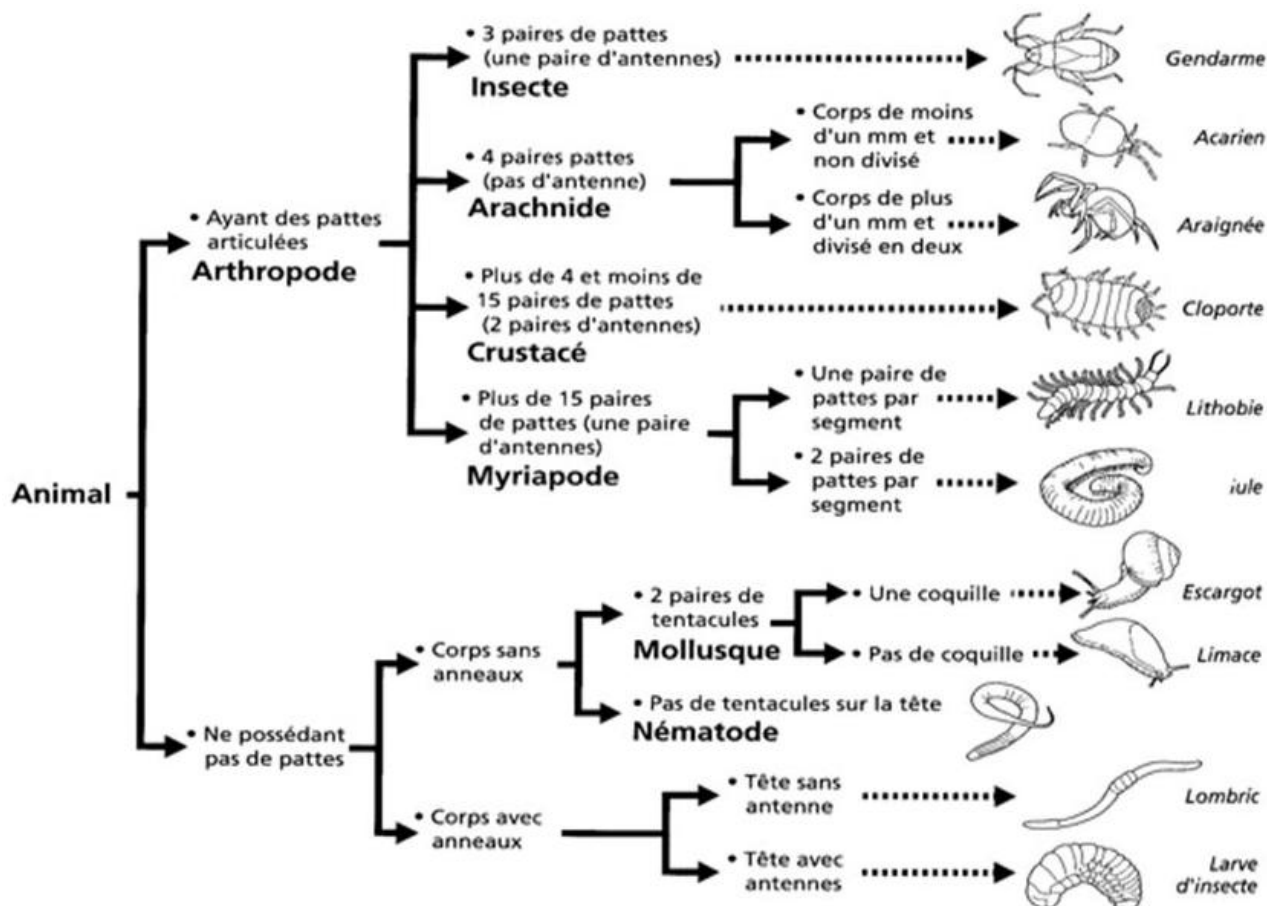 • 3 paires de pattes
(une paire d'antennes)
Insecte
Gendarme
• 4 paires pattes
(pas d'antenne)
Arachnide
• Corps de moins
d'un mm et
non divisé
Acarien
• Corps de plus
d'un mm et
divisé en deux
Araignée
• Ayant des pattes
articulées
Arthropode
• Plus de 4 et moins de
15 paires de pattes
(2 paires d'antennes)
Crustacé
Cloporte
• Plus de 15 paires
de pattes (une paire
d'antennes)
Myriapode
• Une paire de
pattes par
segment
Lithobie
• 2 paires de
pattes par
segment
iule
Animal
• Ne possédant
pas de pattes
• Corps sans
anneaux
• 2 paires de
tentacules
Mollusque
• Une coquille
Escargot
• Pas de coquille
Limace
• Pas de tentacules sur la tête
Nématode
• Corps avec
anneaux
• Tête sans
antenne
Lombric
• Tête avec
antennes
Larve
d'insecte